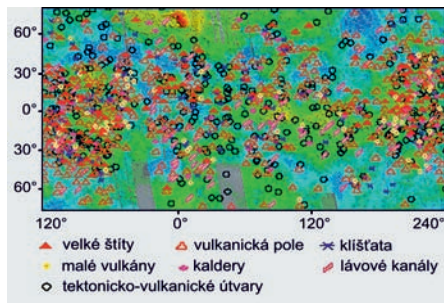 60°
30°
0°
30°
60°
120° 0° 120° 240°
velké štíty vulkanická pole klíšťata
malé vulkány kaldery lávové kanály
tektonicko-vulkanické útvary